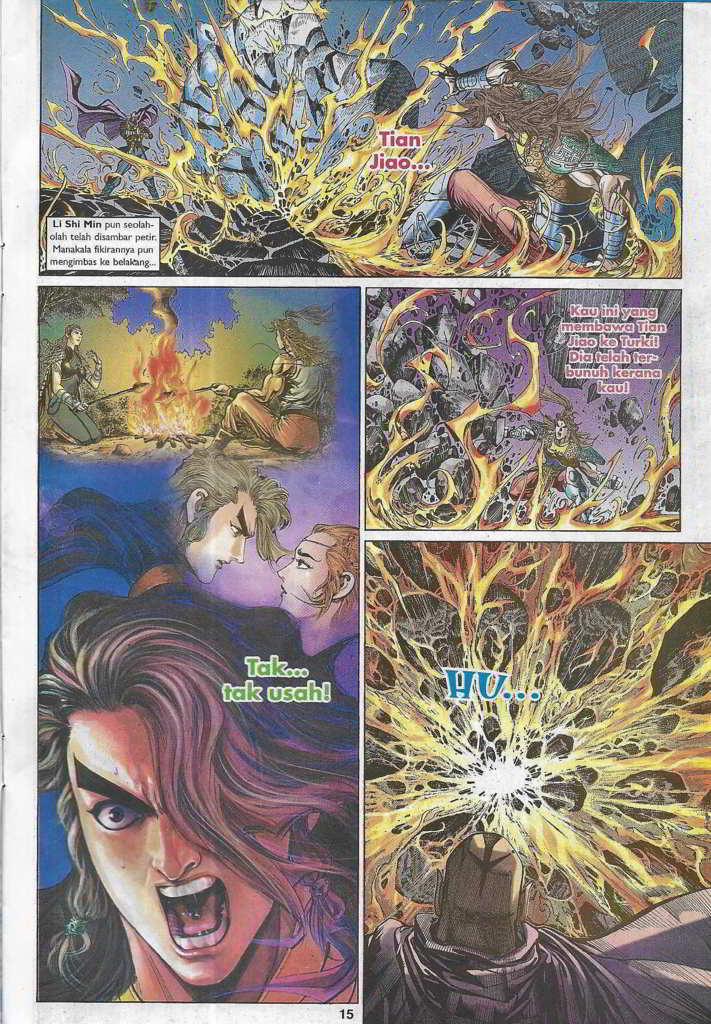 Tian
Jiao...
Li Shi Min pun seolah-
olah telah disambar petir.
Manakala fikirannya pun
mengimbas ke belakang...
Kau ini yang
membawa Tian
Jiao ke Turki!
Dia telah ter-
bunuh kerana
kau!
Tak...
tak usah!
HU...
15